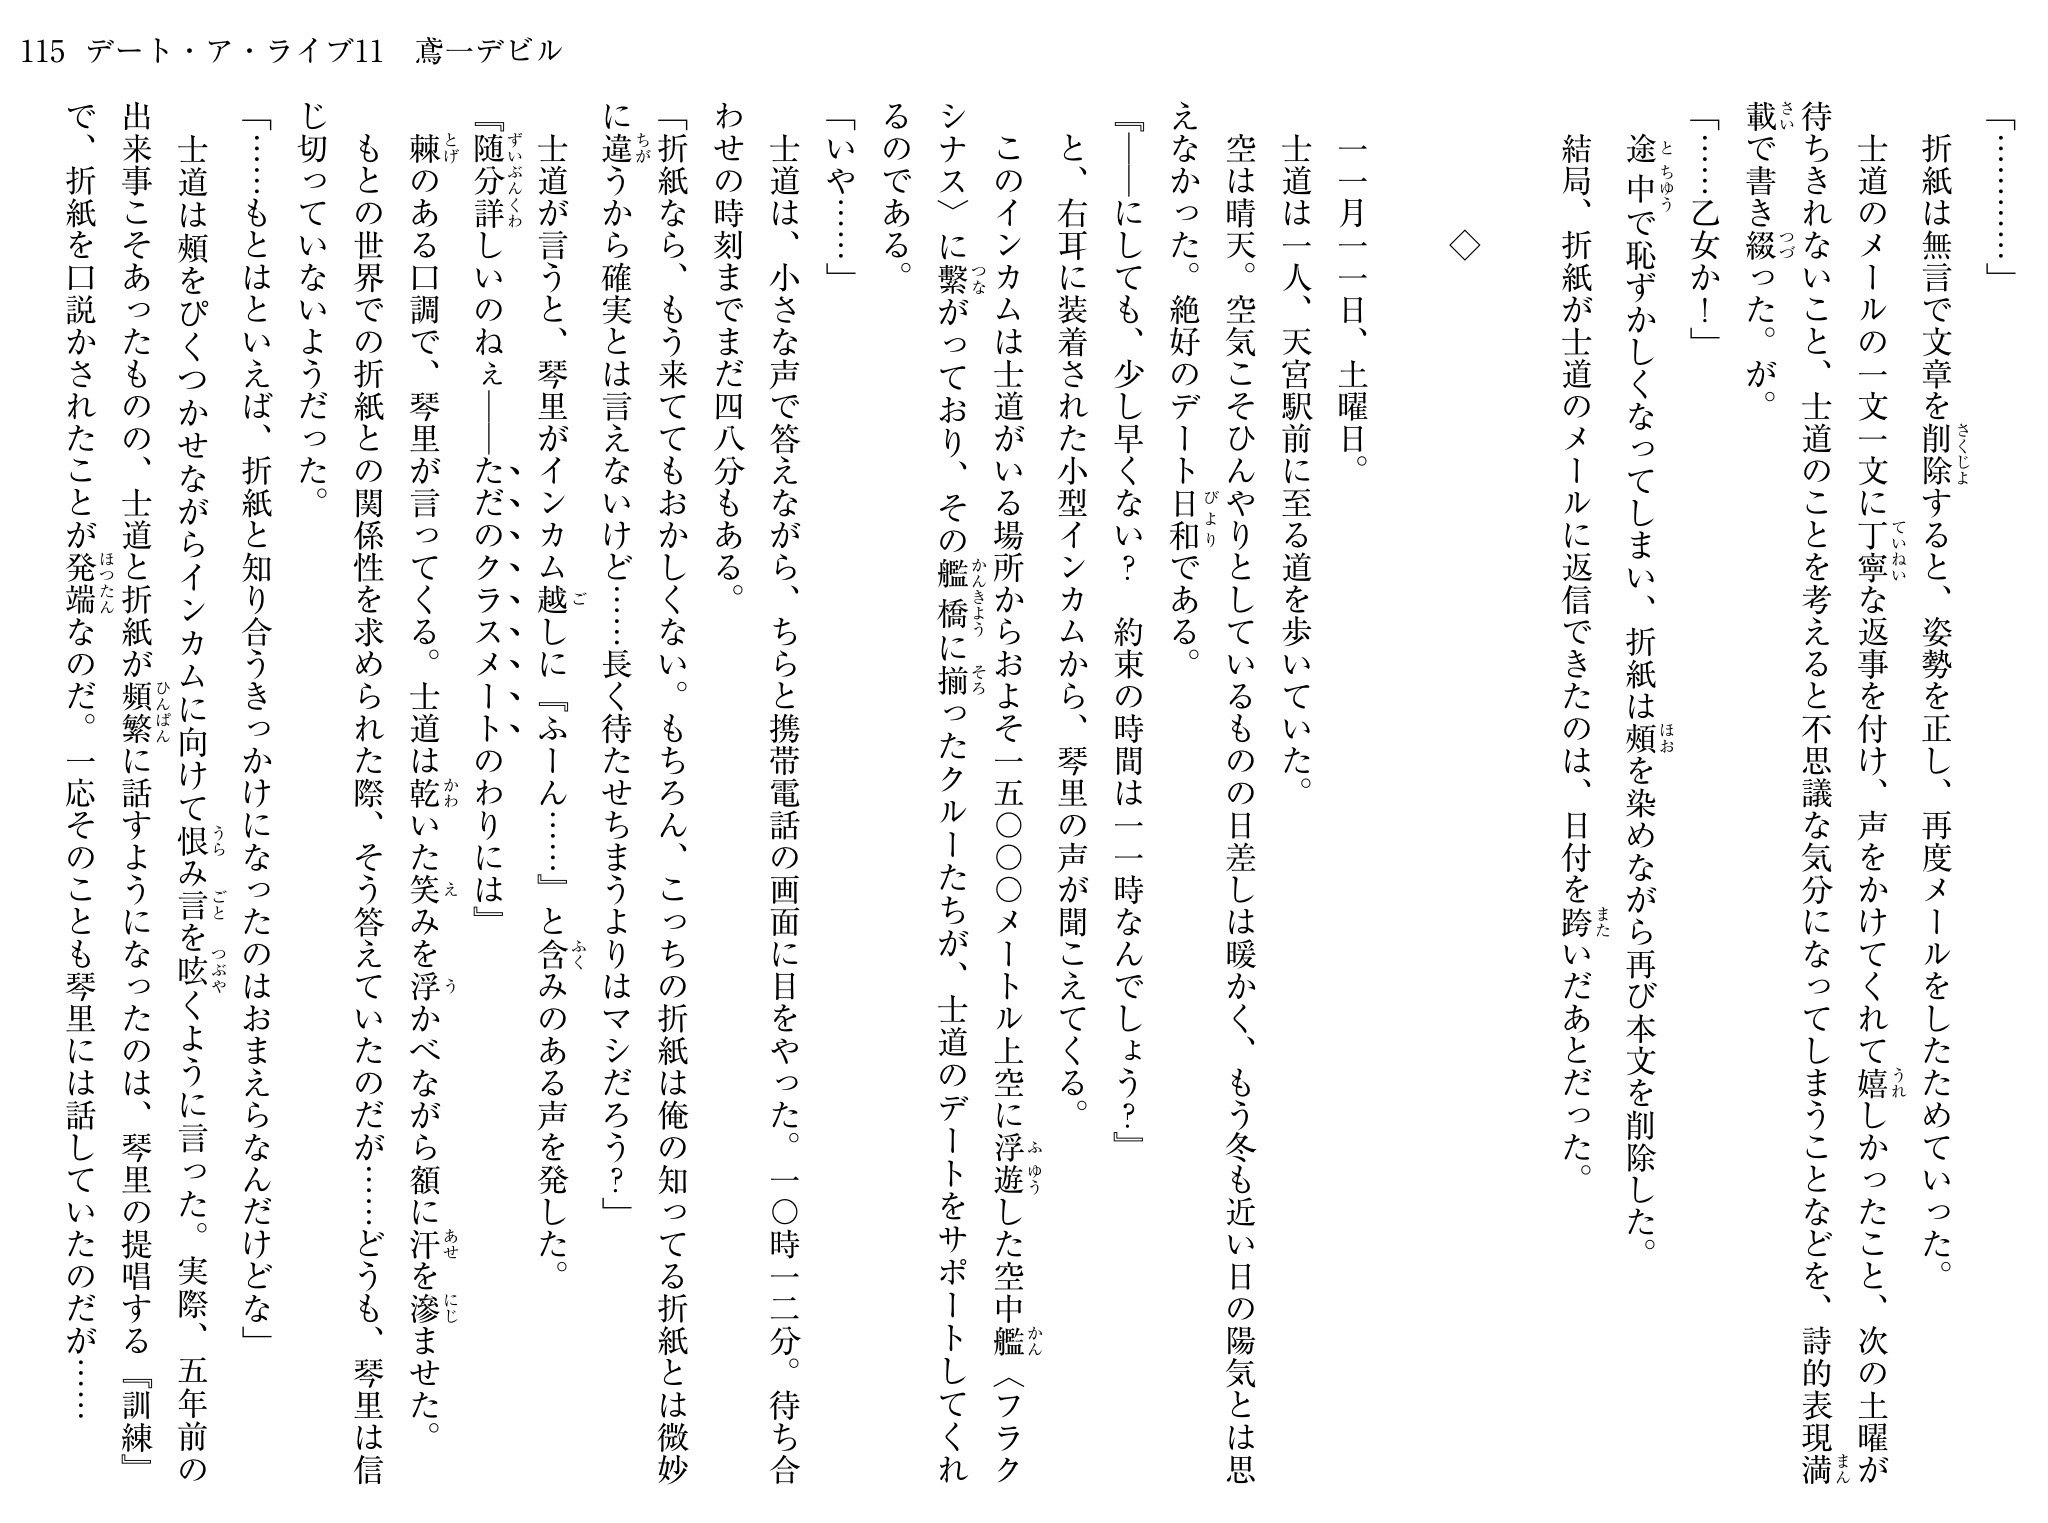 115 デート・ア・ライブ11 鳶一デビル
「…………」
折紙は無言で文章を削除すると、姿勢を正し、再度メールをしたためていった。
士道のメールの一文一文に丁寧な返事を付け、声をかけてくれて嬉しかったこと、次の土曜が
待ちきれないこと、士道のことを考えると不思議な気分になってしまうことなどを、詩的表現満
載で書き綴った。が。
「……乙女か！」
途中で恥ずかしくなってしまい、折紙は頰を染めながら再び本文を削除した。
結局、折紙が士道のメールに返信できたのは、日付を跨いだあとだった。
◇
一一月一一日、土曜日。
士道は一人、天宮駅前に至る道を歩いていた。
空は晴天。空気こそひんやりとしているものの日差しは暖かく、もう冬も近い日の陽気とは思
えなかった。絶好のデート日和である。
『――にしても、少し早くない？　約束の時間は一一時なんでしょう？』
と、右耳に装着された小型インカムから、琴里の声が聞こえてくる。
このインカムは士道がいる場所からおよそ一五〇〇〇メートル上空に浮遊した空中艦〈フラク
シナス〉に繫がっており、その艦橋に揃ったクルーたちが、士道のデートをサポートしてくれ
るのである。
「いや……」
士道は、小さな声で答えながら、ちらと携帯電話の画面に目をやった。一〇時一二分。待ち合
わせの時刻までまだ四八分もある。
「折紙なら、もう来ててもおかしくない。もちろん、こっちの折紙は俺の知ってる折紙とは微妙
に違うから確実とは言えないけど……長く待たせちまうよりはマシだろう？」
士道が言うと、琴里がインカム越しに『ふーん……』と含みのある声を発した。
『随分詳しいのねぇ――ただのクラスメートのわりには』
棘のある口調で、琴里が言ってくる。士道は乾いた笑みを浮かべながら額に汗を滲ませた。
もとの世界での折紙との関係性を求められた際、そう答えていたのだが……どうも、琴里は信
じ切っていないようだった。
「……もとはといえば、折紙と知り合うきっかけになったのはおまえらなんだけどな」
士道は頰をぴくつかせながらインカムに向けて恨み言を呟くように言った。実際、五年前の
出来事こそあったものの、士道と折紙が頻繁に話すようになったのは、琴里の提唱する『訓練』
で、折紙を口説かされたことが発端なのだ。一応そのことも琴里には話していたのだが……